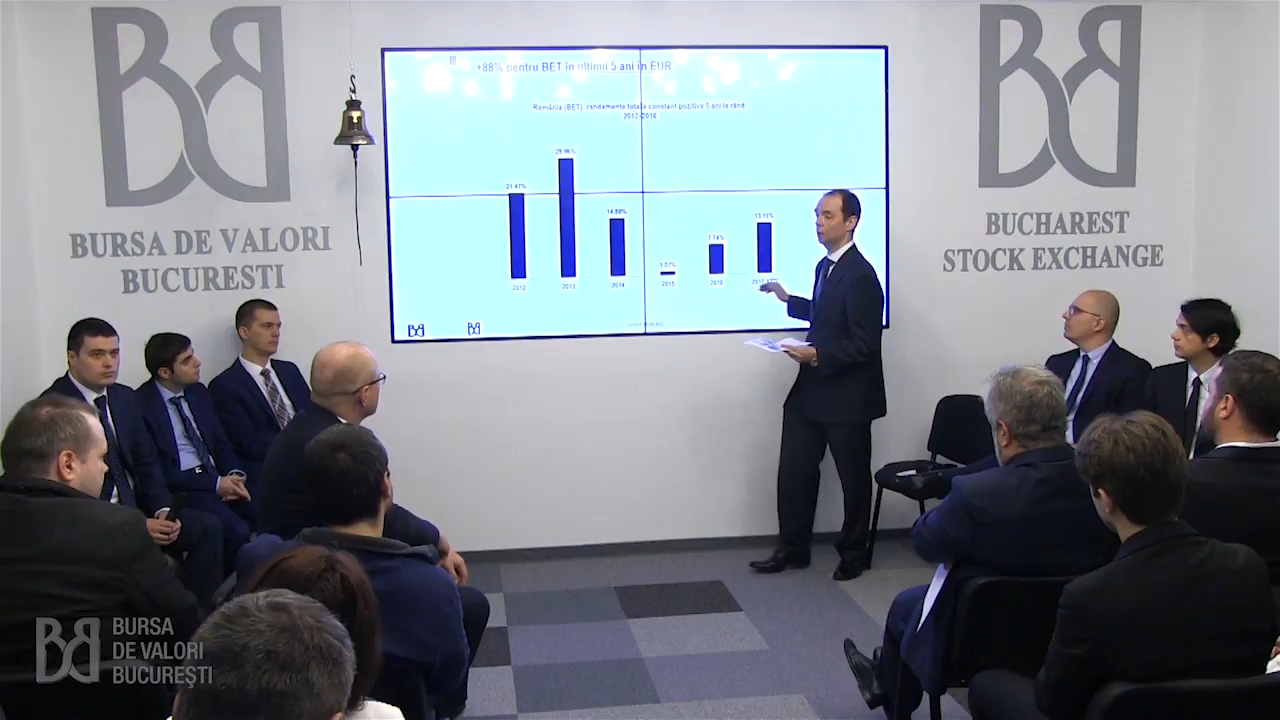 BURSA DE VALORI
BUCURESTI
+88% pentru BET în ultimii 5 ani în EUR
România (BET): randamente totale constant pozitive 5 ani la rând
2012-2016
21.47%
29.96%
14.88%
7.74%
13.11%
2012
2013
2014
2015
2016
BUCHAREST
STOCK EXCHANGE
BURSA
DE VALORI
BUCUREŞTI